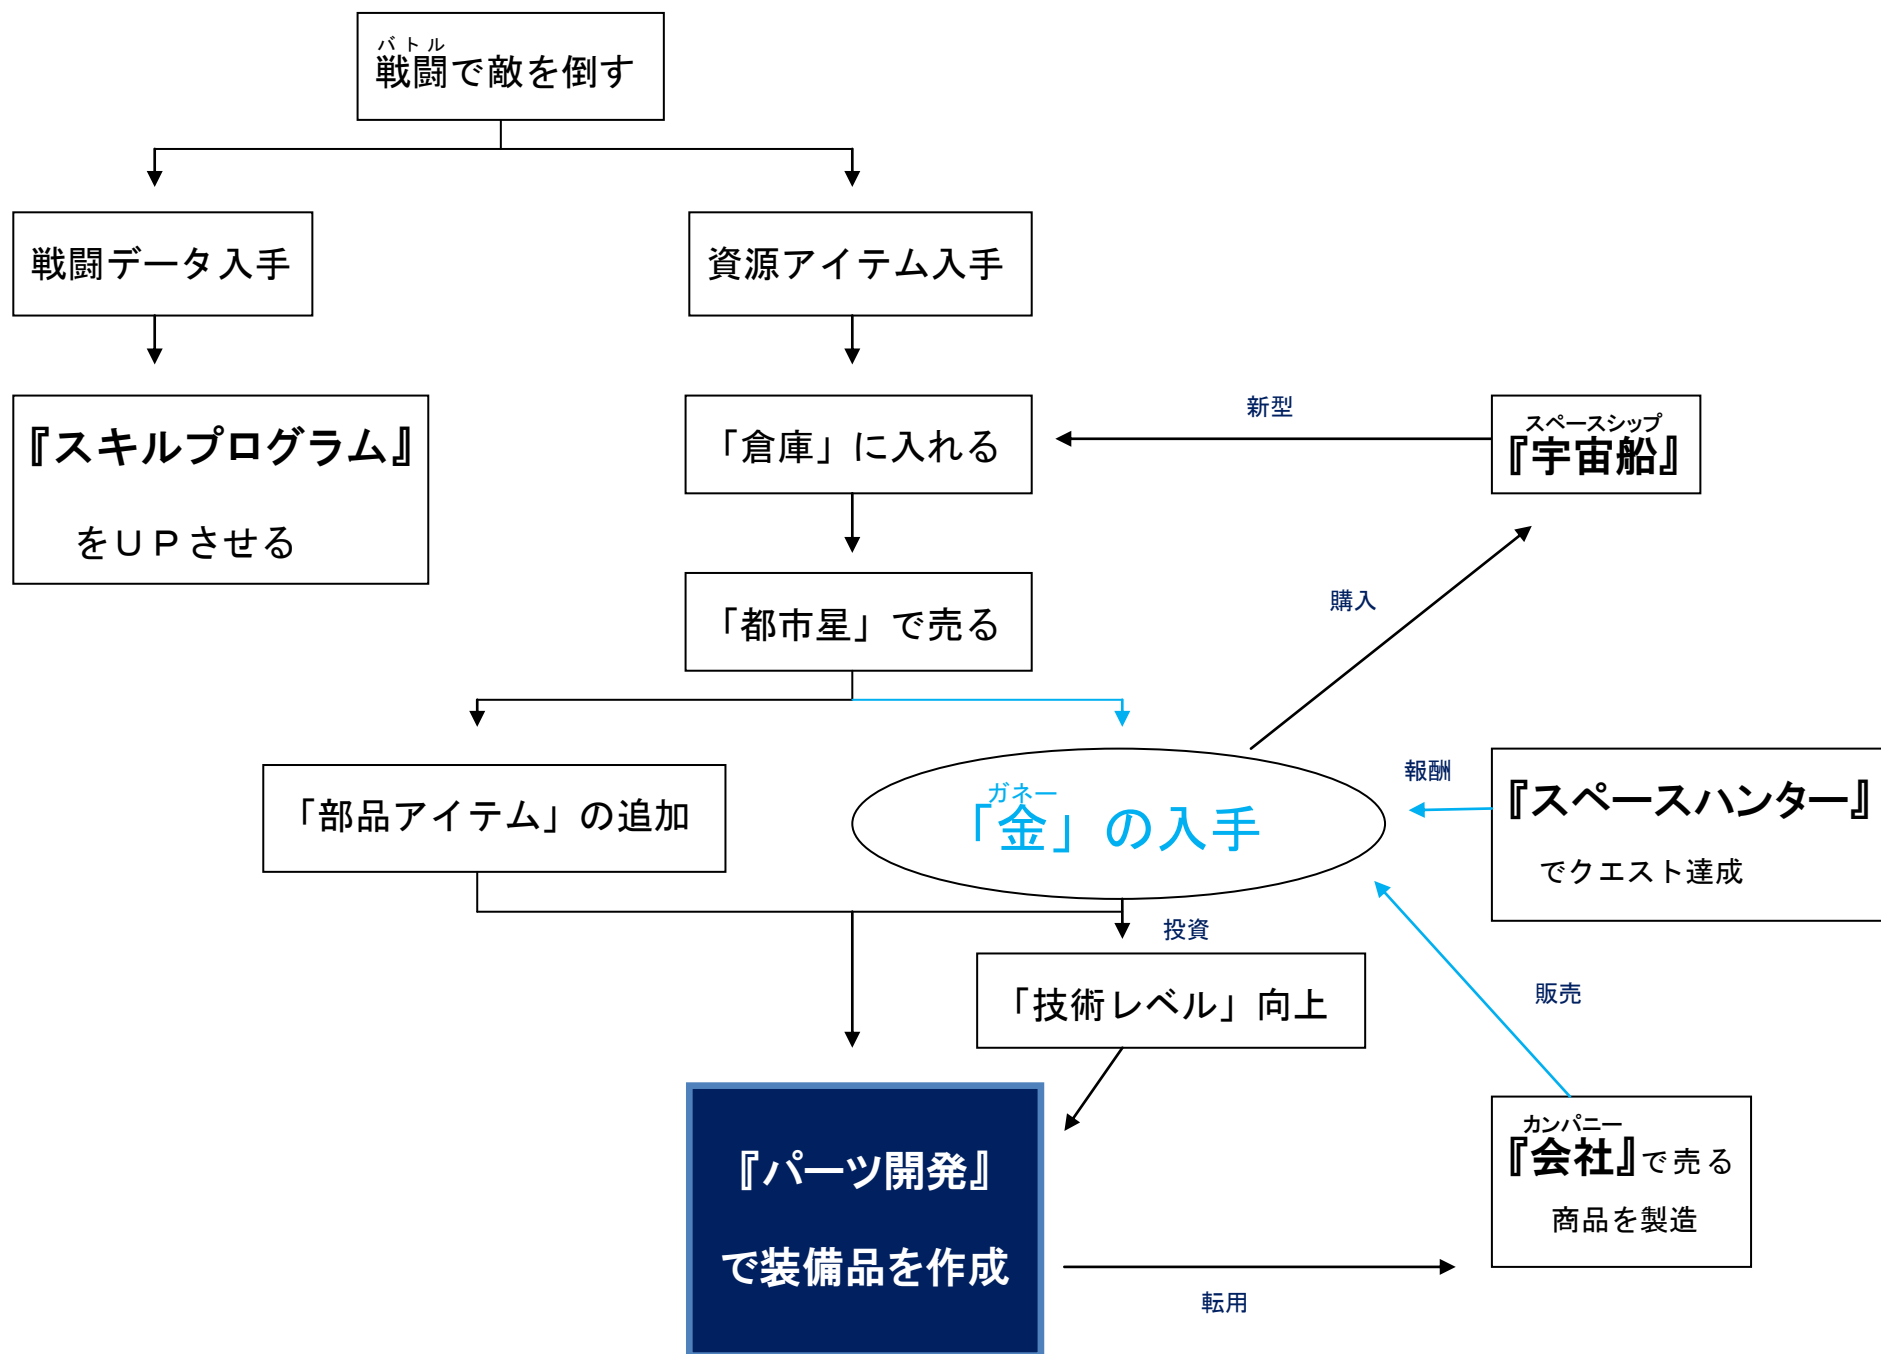 バトル
戦闘で敵を倒す
戦闘データ入手
資源アイテム入手
『スキルプログラム』
をＵＰさせる
「倉庫」に入れる
新型
スペースシップ
『宇宙船』
「都市星」で売る
購入
「部品アイテム」の追加
ガネー
「金」の入手
報酬
『スペースハンター』
でクエスト達成
投資
「技術レベル」向上
販売
『パーツ開発』
で装備品を作成
カンパニー
『会社』で売る
商品を製造
転用